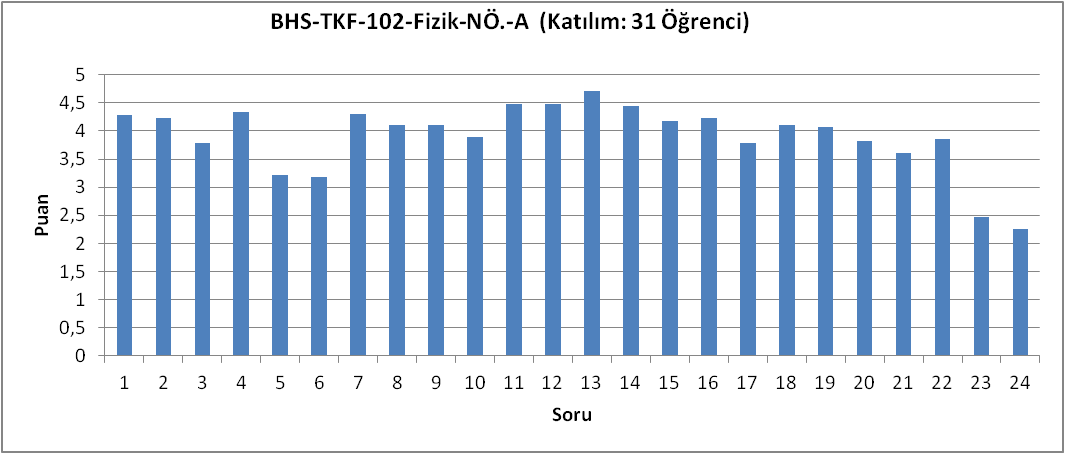 BHS-TKF-102-Fizik-NÖ.-A (Katılım: 31 Öğrenci)
5
4,5
4
3,5
3
2,5
2
1,5
1
0,5
0
Puan
1 2 3 4 5 6 7 8 9 10 11 12 13 14 15 16 17 18 19 20 21 22 23 24
Soru